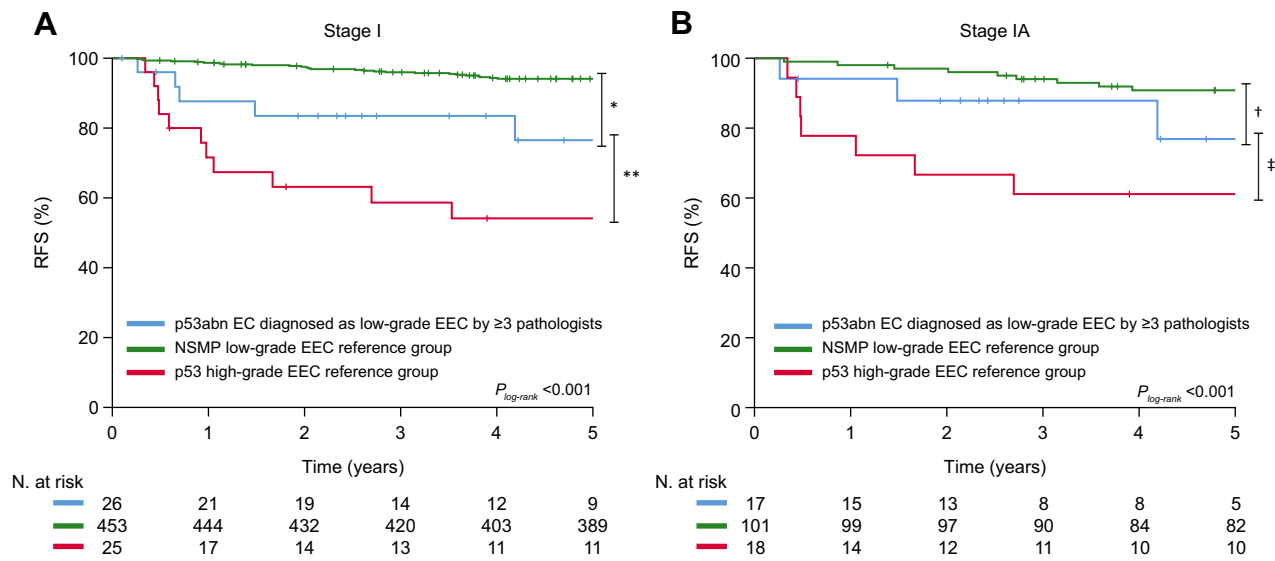 A
Stage I
RFS (%)
100
80
60
40
20
0
*
**
p53abn EC diagnosed as low-grade EEC by ≥3 pathologists
NSMP low-grade EEC reference group
p53 high-grade EEC reference group
P log-rank <0.001
0 1 2 3 4 5
Time (years)
N. at risk
26 21 19 14 12 9
453 444 432 420 403 389
25 17 14 13 11 11
B
Stage IA
RFS (%)
100
80
60
40
20
0
†
‡
p53abn EC diagnosed as low-grade EEC by ≥3 pathologists
NSMP low-grade EEC reference group
p53 high-grade EEC reference group
P log-rank <0.001
0 1 2 3 4 5
Time (years)
N. at risk
17 15 13 8 8 5
101 99 97 90 84 82
18 14 12 11 10 10